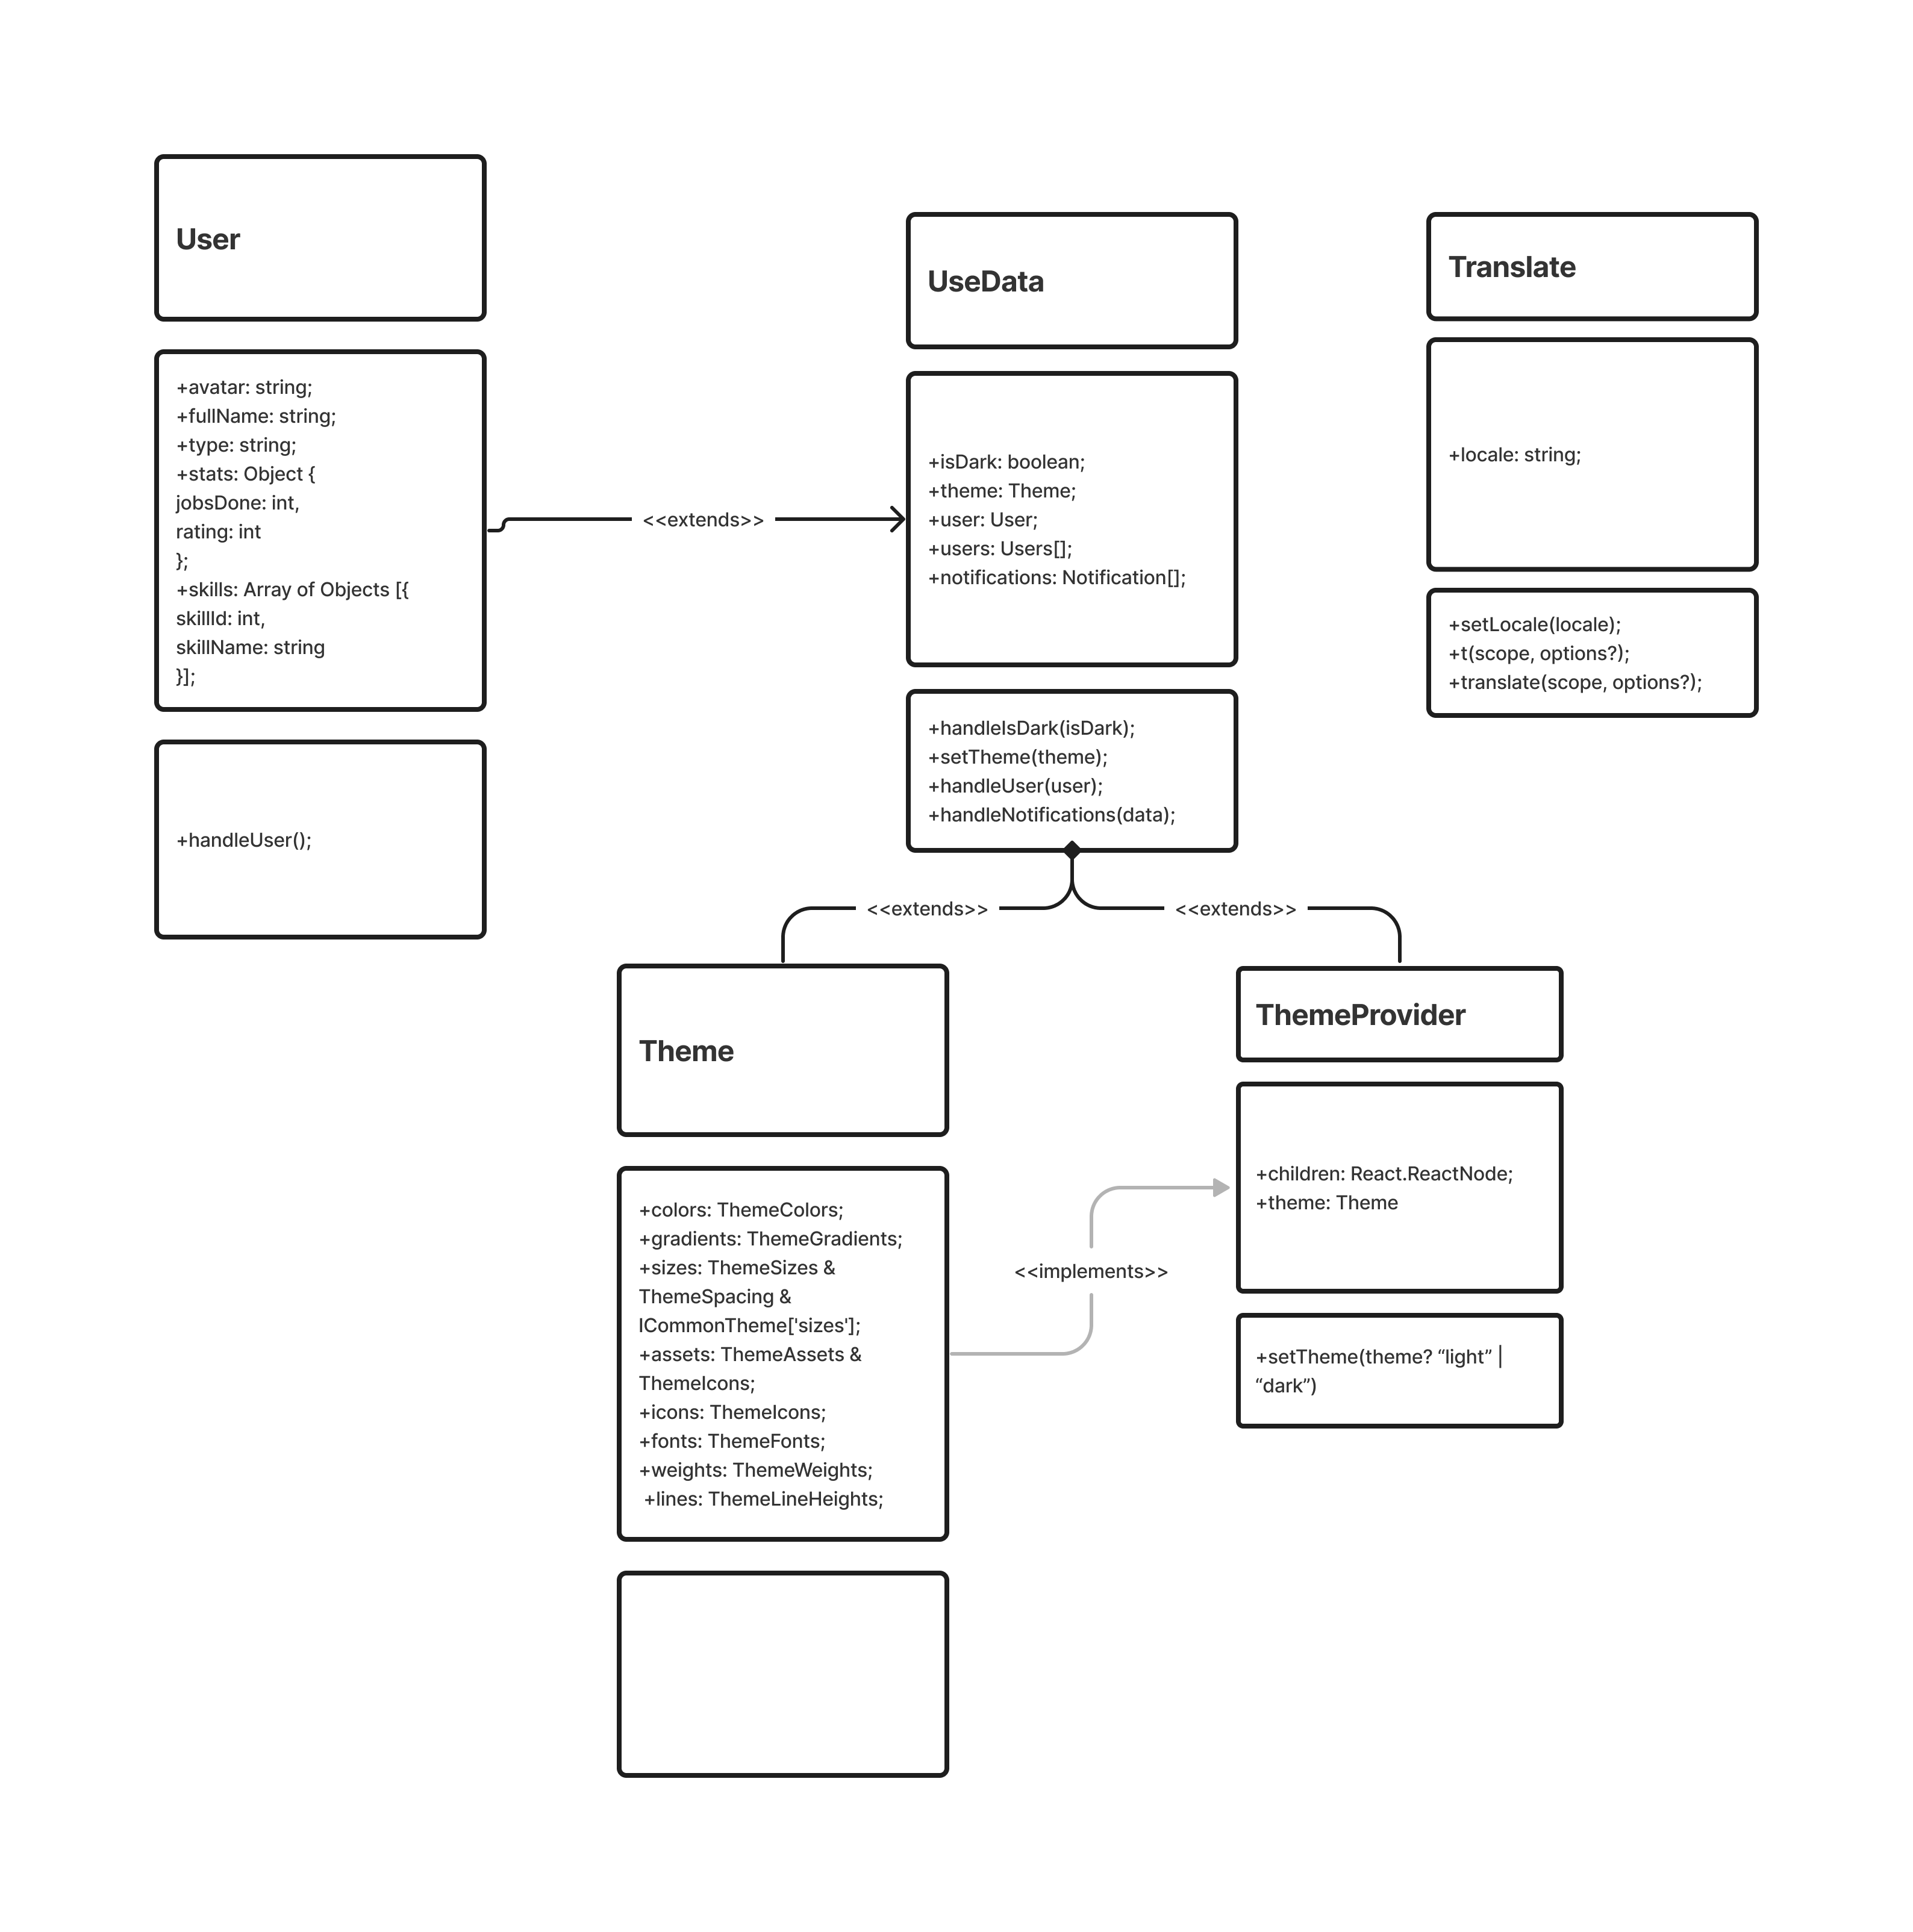 User
+avatar: string;
+fullName: string;
+type: string;
+stats: Object {
jobsDone: int,
rating: int
};
+skills: Array of Objects [{
skillId: int,
skillName: string
}];
+handleUser();
<<extends>>
UseData
+isDark: boolean;
+theme: Theme;
+user: User;
+users: Users[];
+notifications: Notification[];
+handleIsDark(isDark);
+setTheme(theme);
+handleUser(user);
+handleNotifications(data);
Translate
+locale: string;
+setLocale(locale);
+t(scope, options?);
+translate(scope, options?);
<<extends>>
<<extends>>
Theme
+colors: ThemeColors;
+gradients: ThemeGradients;
+sizes: ThemeSizes &
ThemeSpacing &
ICommonTheme['sizes'];
+assets: ThemeAssets &
ThemeIcons;
+icons: ThemeIcons;
+fonts: ThemeFonts;
+weights: ThemeWeights;
+lines: ThemeLineHeights;
<<implements>>
ThemeProvider
+children: React.ReactNode;
+theme: Theme
+setTheme(theme? “light” |
“dark”)